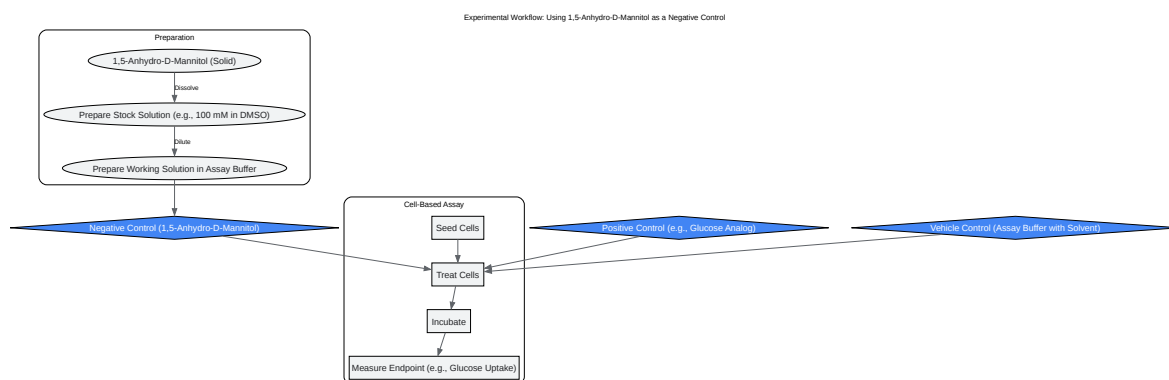 Experimental Workflow: Using 1,5-Anhydro-D-Mannitol as a Negative Control
Preparation
1,5-Anhydro-D-Mannitol (Solid)
Dissolve
Prepare Stock Solution (e.g., 100 mM in DMSO)
Dilute
Prepare Working Solution in Assay Buffer
Negative Control (1,5-Anhydro-D-Mannitol)
Cell-Based Assay
Seed Cells
Positive Control (e.g., Glucose Analog)
Vehicle Control (Assay Buffer with Solvent)
Treat Cells
Incubate
Measure Endpoint (e.g., Glucose Uptake)